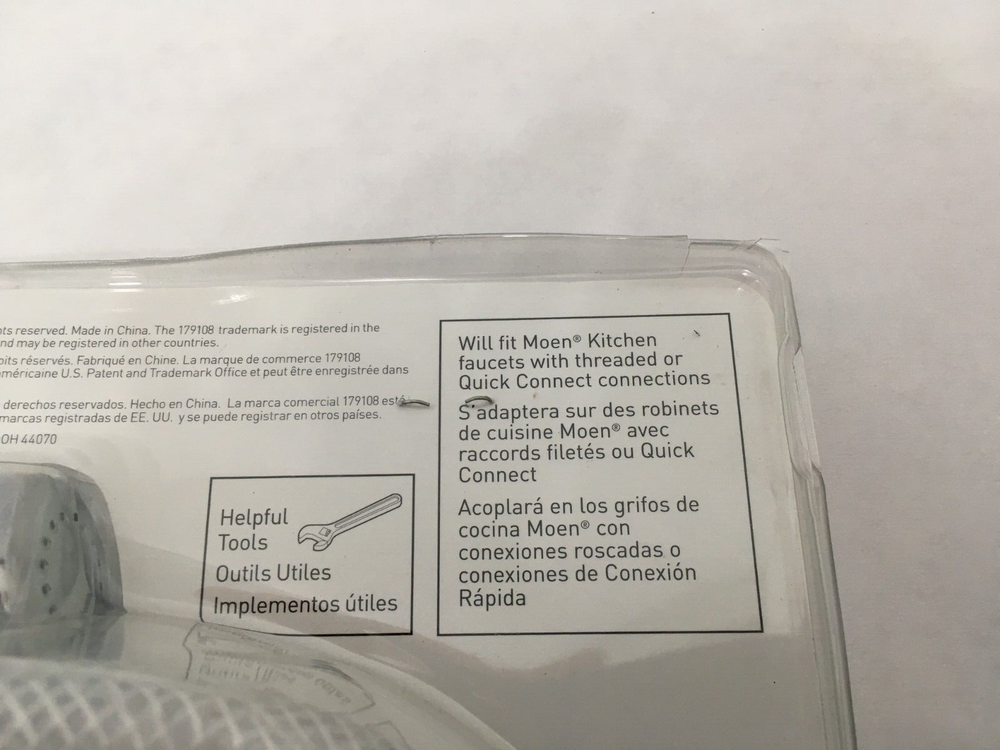 reserved. Made in China. The 179108 trademark is registered in the
may be registered in other countries.
réservés. Fabriqué en Chine. La marque de commerce 179108
U.S. Patent and Trademark Office et peut être enregistrée dans
derechos reservados. Hecho en China. La marca comercial 179108 está
marcas registradas de EE. UU. y se puede registrar en otros países.
OH 44070
Helpful
Tools
Outils Utiles
Implementos útiles
Will fit Moen® Kitchen
faucets with threaded or
Quick Connect connections
S'adaptera sur des robinets
de cuisine Moen® avec
raccords filetés ou Quick
Connect
Acoplará en los grifos de
cocina Moen® con
conexiones roscadas o
conexiones de Conexión
Rápida